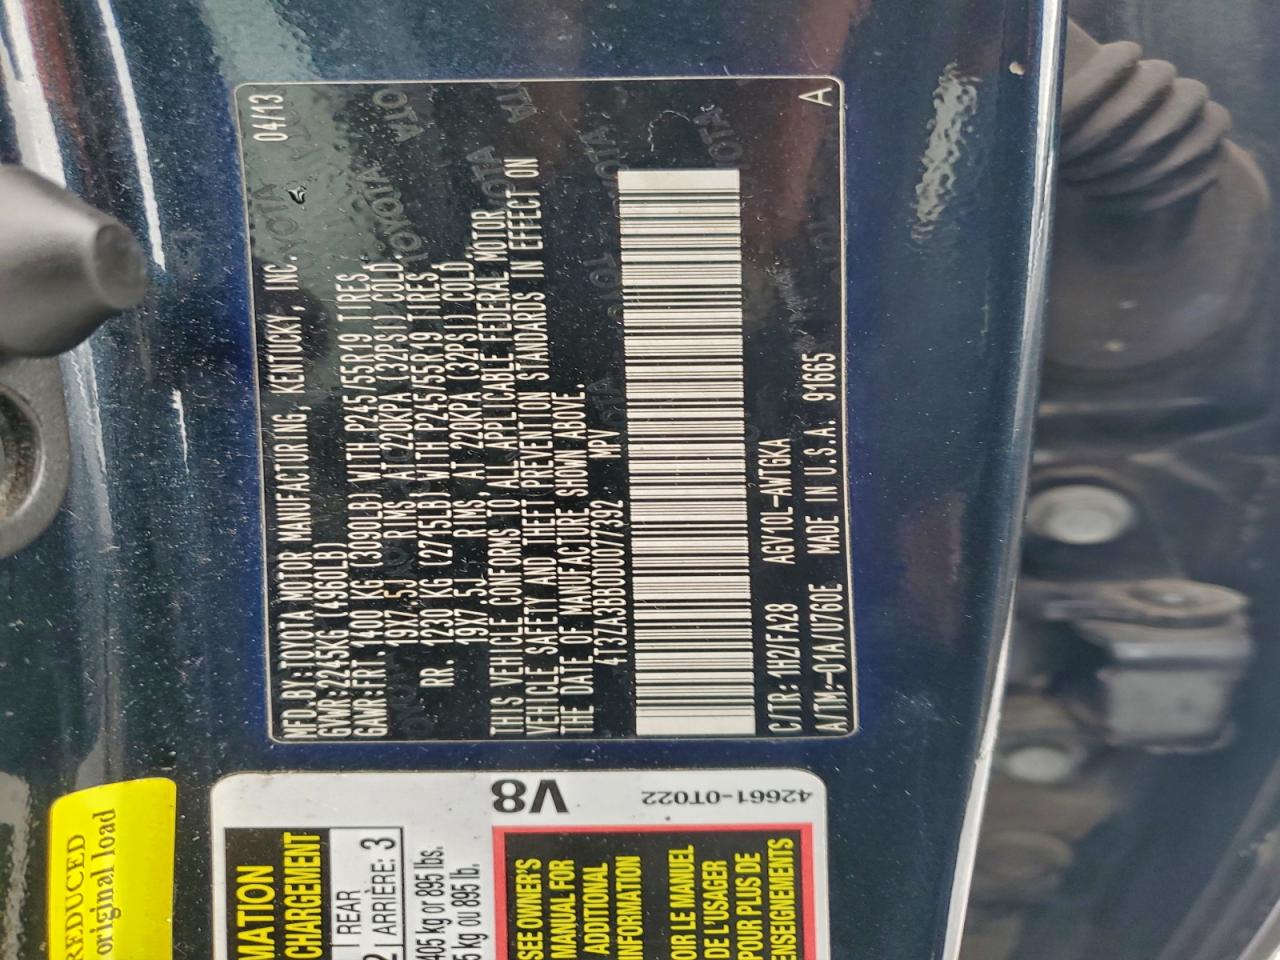 04/13
MFD.BY:TOYOTA MOTOR MANUFACTURING, KENTUCKY, INC.
GVWR:2245KG (4960LB)
GAWR:FRT.1400 KG (3090LB) WITH P245/55R19 TIRES,
19X7.5J RIMS, AT 220KPA (32PSI) COLD.
RR. 1230 KG (2715LB) WITH P245/55R19 TIRES
19X7.5J RIMS, AT 220KPA (32PSI) COLD.
THIS VEHICLE CONFORMS TO ALL APPLICABLE FEDERAL MOTOR
VEHICLE SAFETY AND THEFT PREVENTION STANDARDS IN EFFECT ON
THE DATE OF MANUFACTURE SHOWN ABOVE.
4T3ZA3BB0DU077392 MPV
C/TR:1H2/FA28 AGV10L-AWTGKA
A/TM:-01A/U760E MADE IN U.S.A. 91665
A
TOYOTA
V8
42661-0T022
MATION
CHARGEMENT
REAR
ARRIÈRE: 3
405 kg or 895 lbs.
5 kg ou 895 lb.
SEE OWNER'S
MANUAL FOR
ADDITIONAL
INFORMATION
OIR LE MANUEL
DE L'USAGER
POUR PLUS DE
ENSEIGNEMENTS
REDUCED
original load